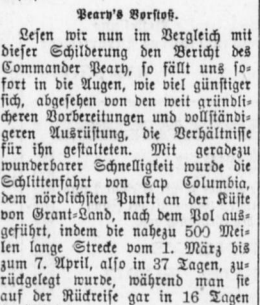 Peary's Vorstoß.
Lesen wir nun im Vergleich mit
dieser Schilderung den Bericht des
Commander Peary, so fällt uns so-
fort in die Augen, wie viel günstiger
sich, abgesehen von den weit gründli-
cheren Vorbereitungen und vollständi-
geren Ausrüstung, die Verhältnisse
für ihn gestalteten. Mit geradezu
wunderbarer Schnelligkeit wurde die
Schlittenfahrt von Cap Columbia,
dem nördlichsten Punkt an der Küste
von Grant-Land, nach dem Pol aus-
geführt, indem die nahezu 500 Mei-
len lange Strecke vom 1. März bis
zum 7. April, also in 37 Tagen, zu-
rückgelegt wurde, während man sie
auf der Rückreise gar in 16 Tagen